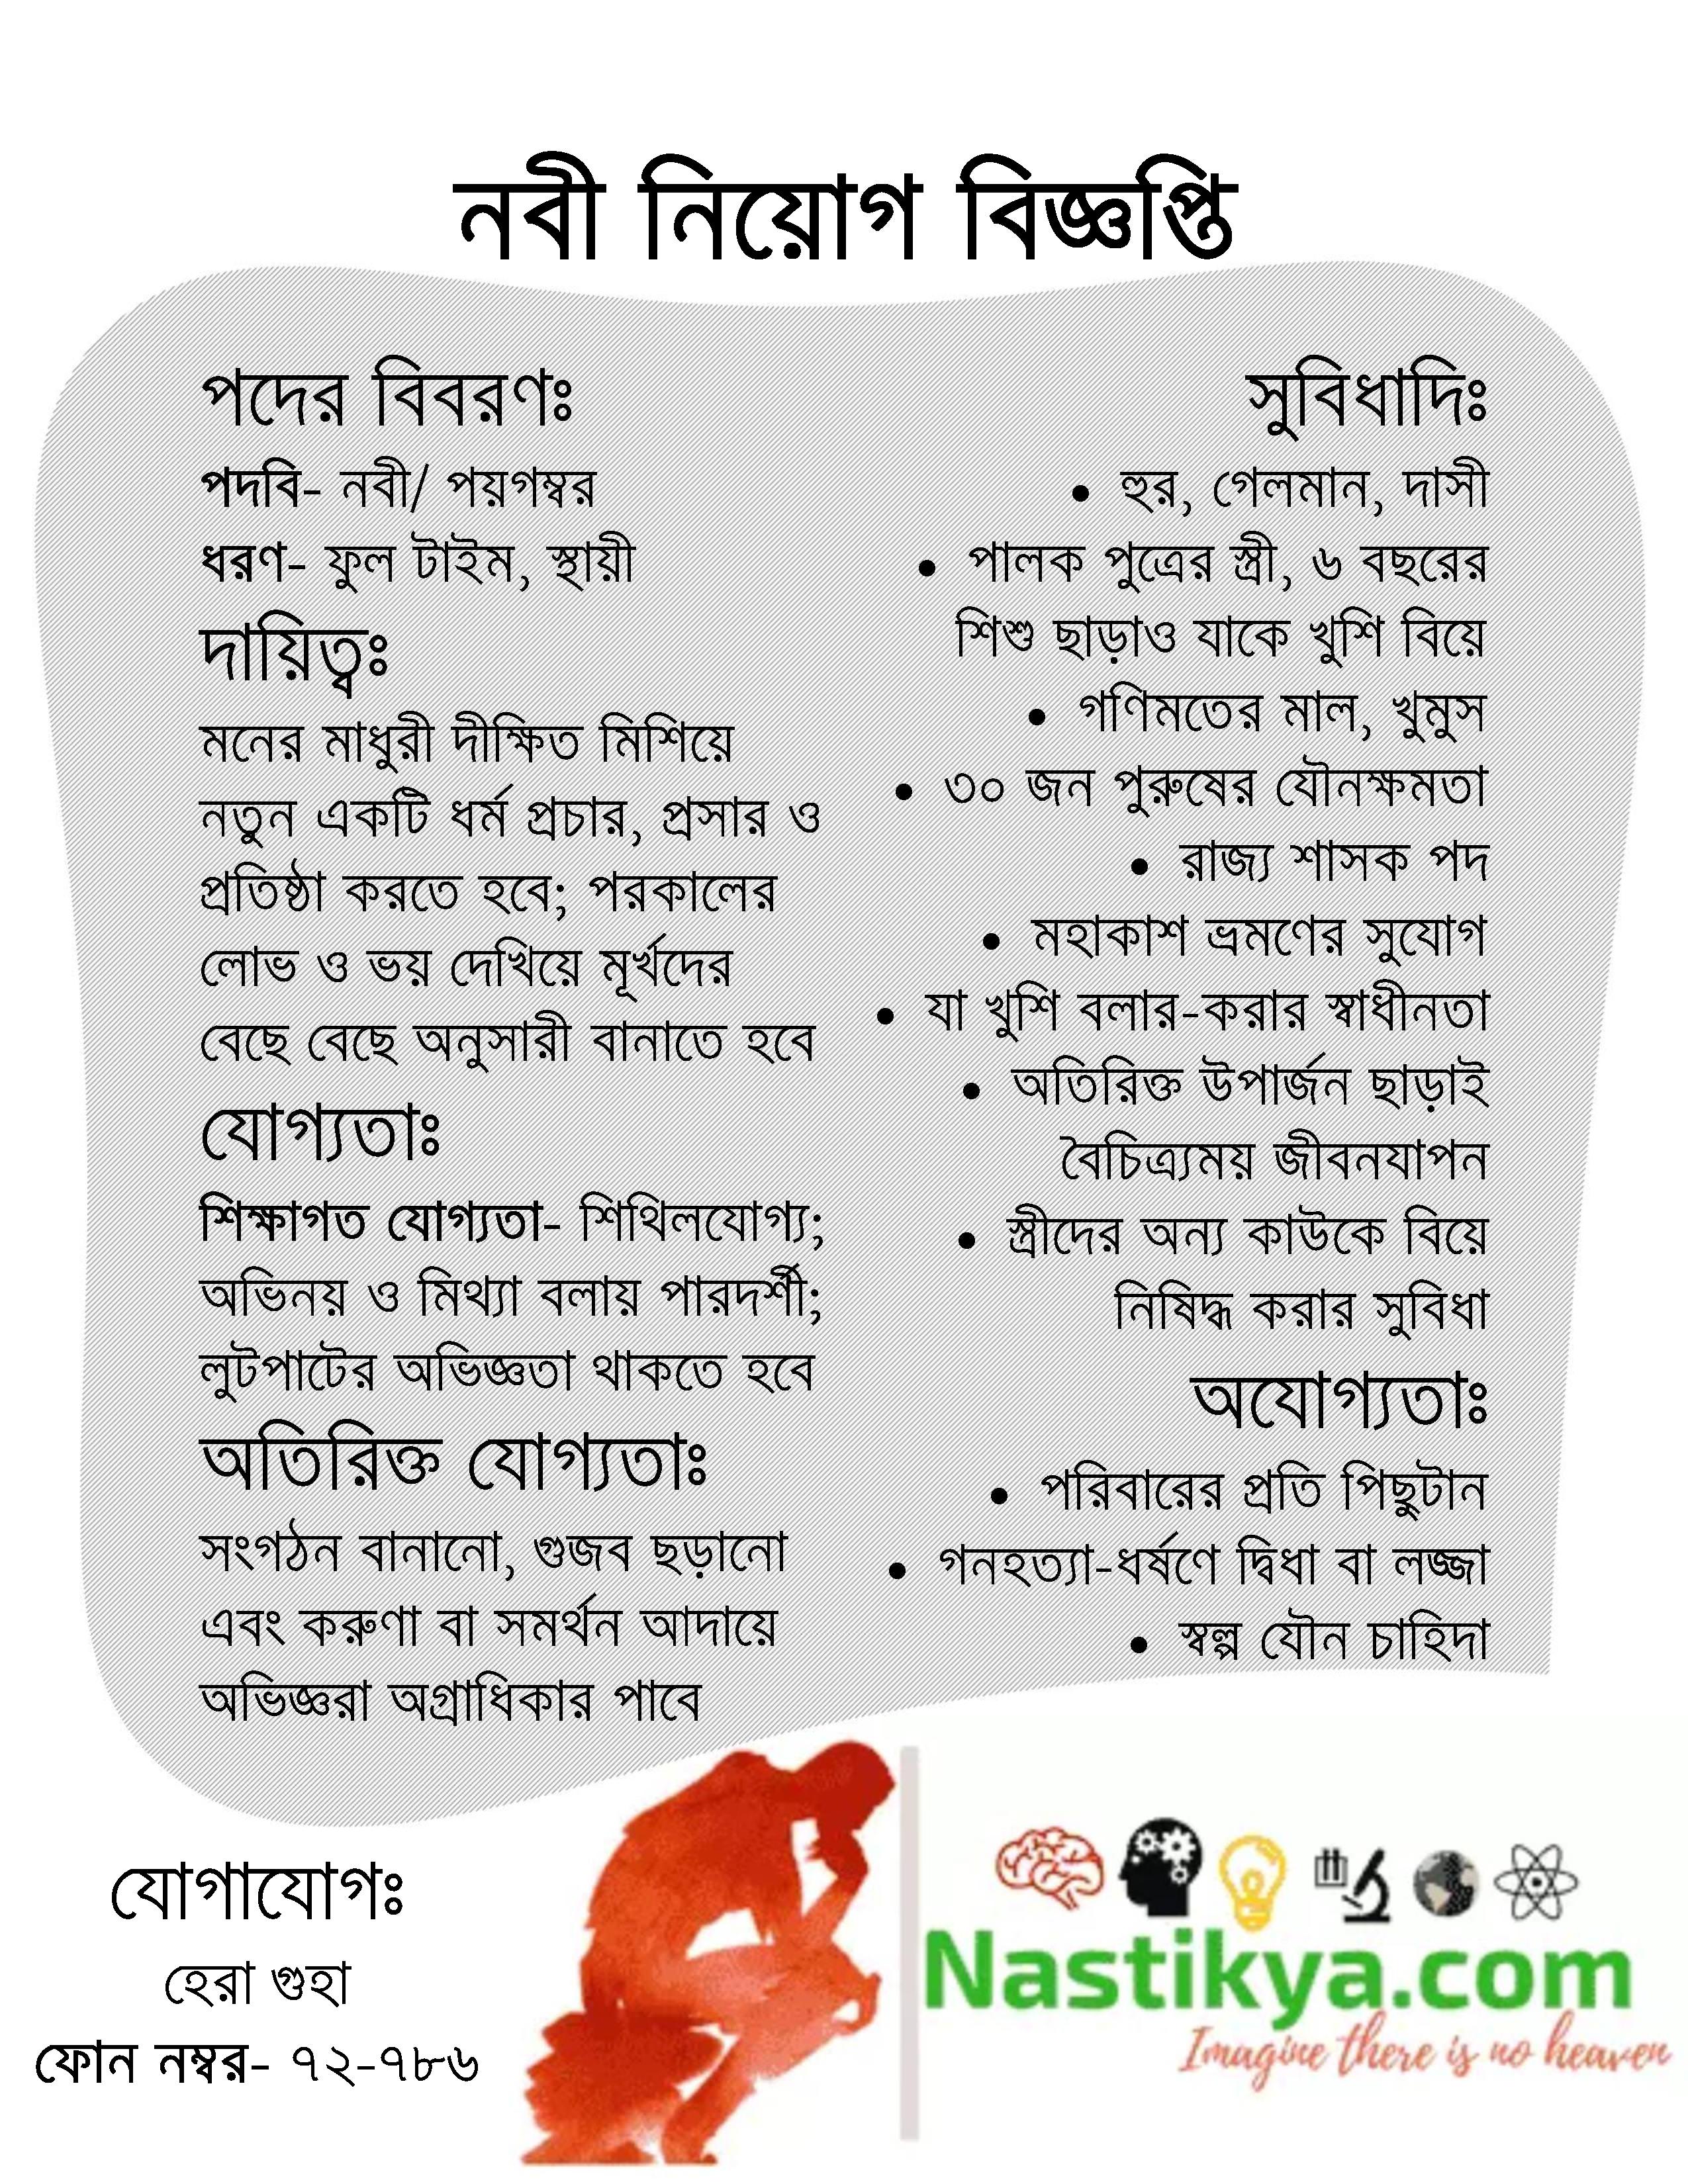 নবী নিয়োগ বিজ্ঞপ্তি
পদের বিবরণঃ
পদবি- নবী/ পয়গম্বর
ধরণ- ফুল টাইম, স্থায়ী
দায়িত্বঃ
মনের মাধুরী দীক্ষিত মিশিয়ে
নতুন একটি ধর্ম প্রচার, প্রসার ও
প্রতিষ্ঠা করতে হবে; পরকালের
লোভ ও ভয় দেখিয়ে মূর্খদের
বেছে বেছে অনুসারী বানাতে হবে
যোগ্যতাঃ
শিক্ষাগত যোগ্যতা- শিথিলযোগ্য;
অভিনয় ও মিথ্যা বলায় পারদর্শী;
লুটপাটের অভিজ্ঞতা থাকতে হবে
অতিরিক্ত যোগ্যতাঃ
সংগঠন বানানো, গুজব ছড়ানো
এবং করুণা বা সমর্থন আদায়ে
অভিজ্ঞরা অগ্রাধিকার পাবে
সুবিধাদিঃ
• হুর, গেলমান, দাসী
• পালক পুত্রের স্ত্রী, ৬ বছরের
শিশু ছাড়াও যাকে খুশি বিয়ে
• গণিমতের মাল, খুমুস
• ৩০ জন পুরুষের যৌনক্ষমতা
• রাজ্য শাসক পদ
• মহাকাশ ভ্রমণের সুযোগ
• যা খুশি বলার-করার স্বাধীনতা
• অতিরিক্ত উপার্জন ছাড়াই
বৈচিত্র্যময় জীবনযাপন
• স্ত্রীদের অন্য কাউকে বিয়ে
নিষিদ্ধ করার সুবিধা
অযোগ্যতাঃ
• পরিবারের প্রতি পিছুটান
• গনহত্যা-ধর্ষণে দ্বিধা বা লজ্জা
• স্বল্প যৌন চাহিদা
যোগাযোগঃ
হেরা গুহা
ফোন নম্বর- ৭২-৭৮৬
Nastikya.com
Imagine there is no heaven